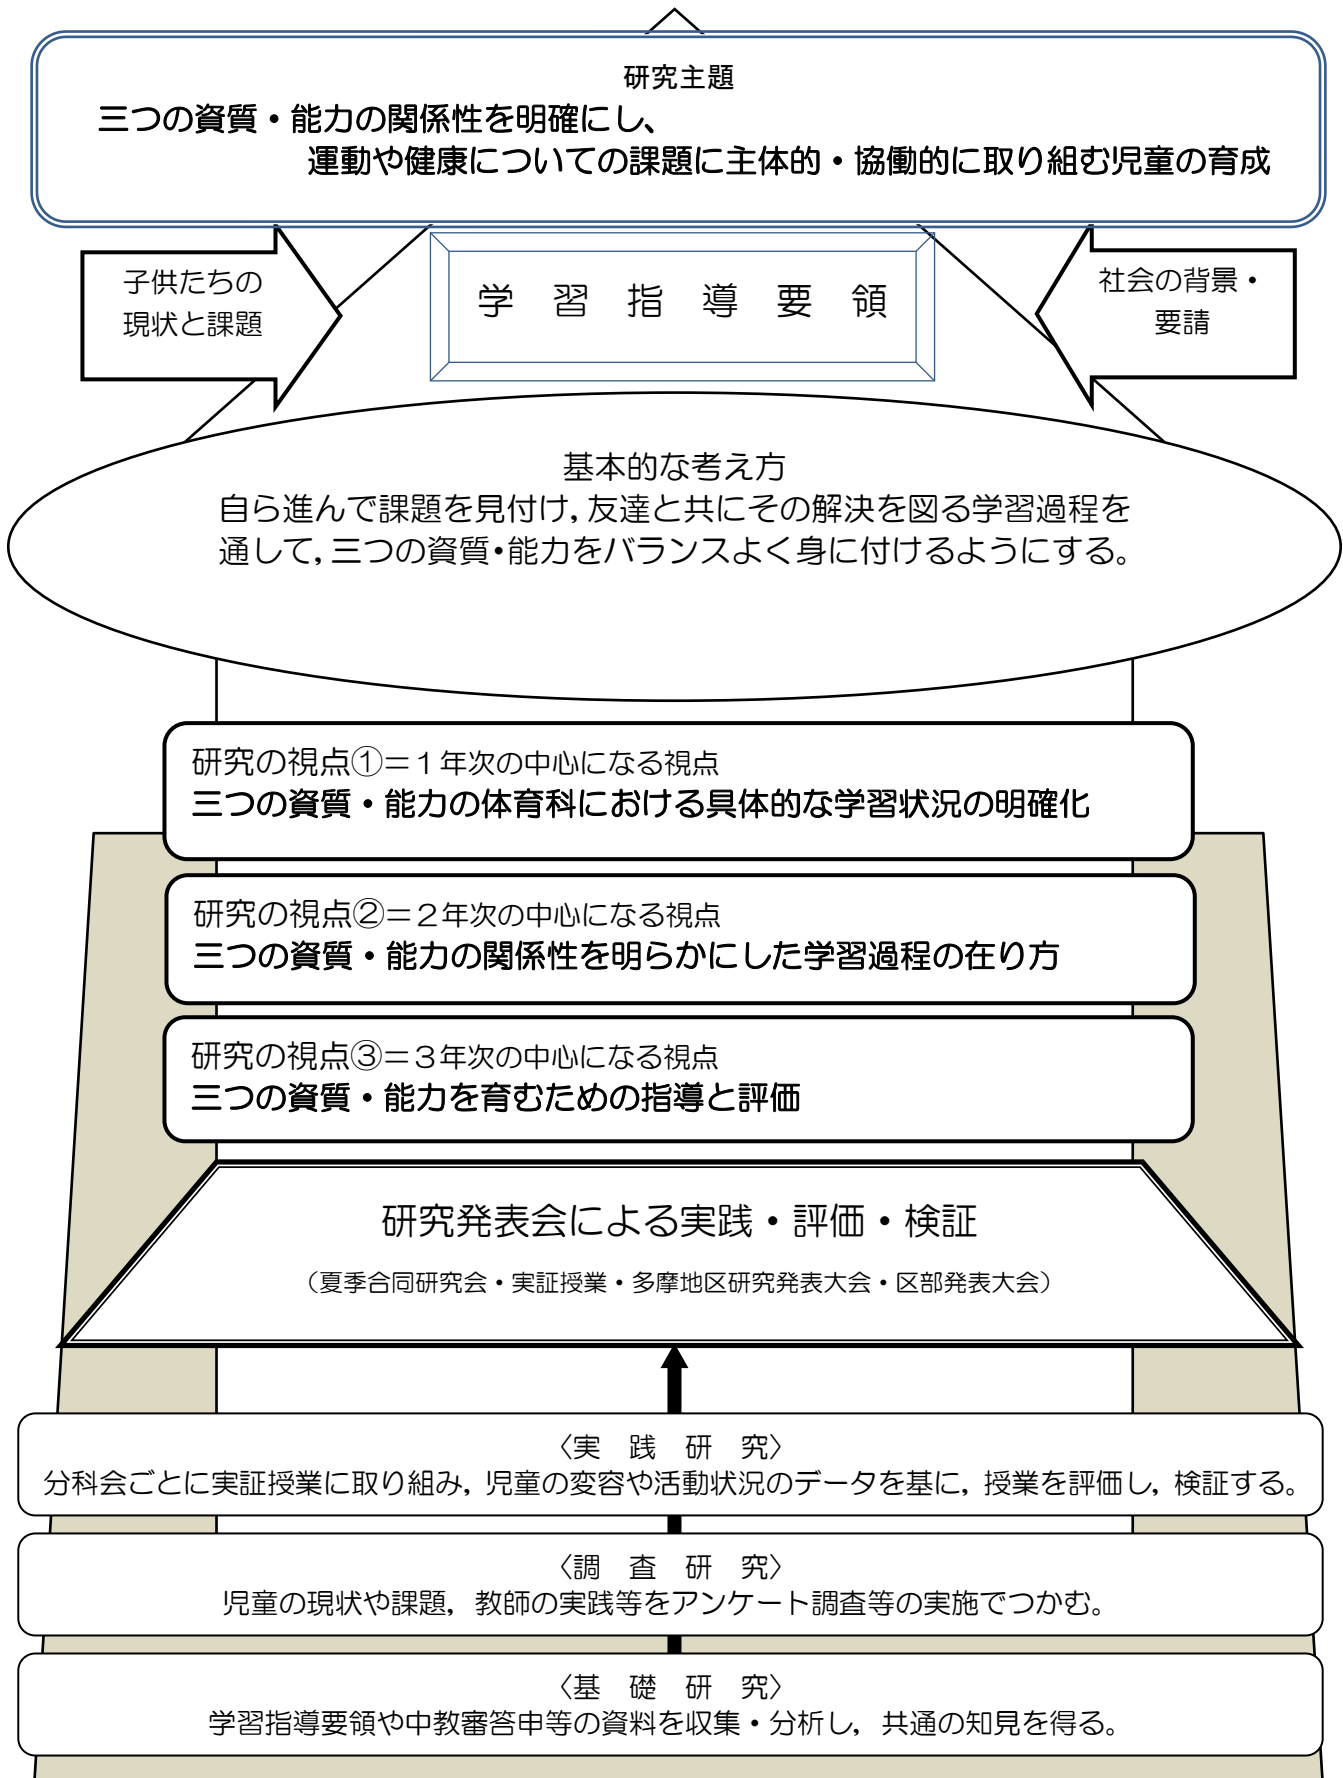 研究主題
三つの資質・能力の関係性を明確にし、
運動や健康についての課題に主体的・協働的に取り組む児童の育成
子供たちの
現状と課題
学 習 指 導 要 領
社会の背景・
要請
基本的な考え方
自ら進んで課題を見付け,友達と共にその解決を図る学習過程を
通して,三つの資質・能力をバランスよく身に付けるようにする。
研究の視点①=1年次の中心になる視点
三つの資質・能力の体育科における具体的な学習状況の明確化
研究の視点②=2年次の中心になる視点
三つの資質・能力の関係性を明らかにした学習過程の在り方
研究の視点③=3年次の中心になる視点
三つの資質・能力を育むための指導と評価
研究発表会による実践・評価・検証
(夏季合同研究会・実証授業・多摩地区研究発表大会・区部発表大会)
〈実 践 研 究〉
分科会ごとに実証授業に取り組み,児童の変容や活動状況のデータを基に,授業を評価し,検証する。
〈調 査 研 究〉
児童の現状や課題,教師の実践等をアンケート調査等の実施でつかむ。
〈基 礎 研 究〉
学習指導要領や中教審答申等の資料を収集・分析し,共通の知見を得る。